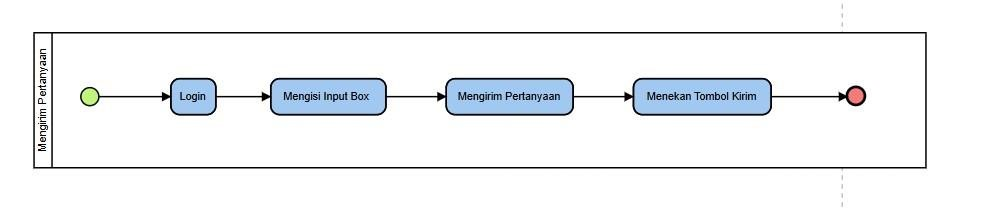 Mengirim Pertanyaan
Login
Mengisi Input Box
Mengirim Pertanyaan
Menekan Tombol Kirim